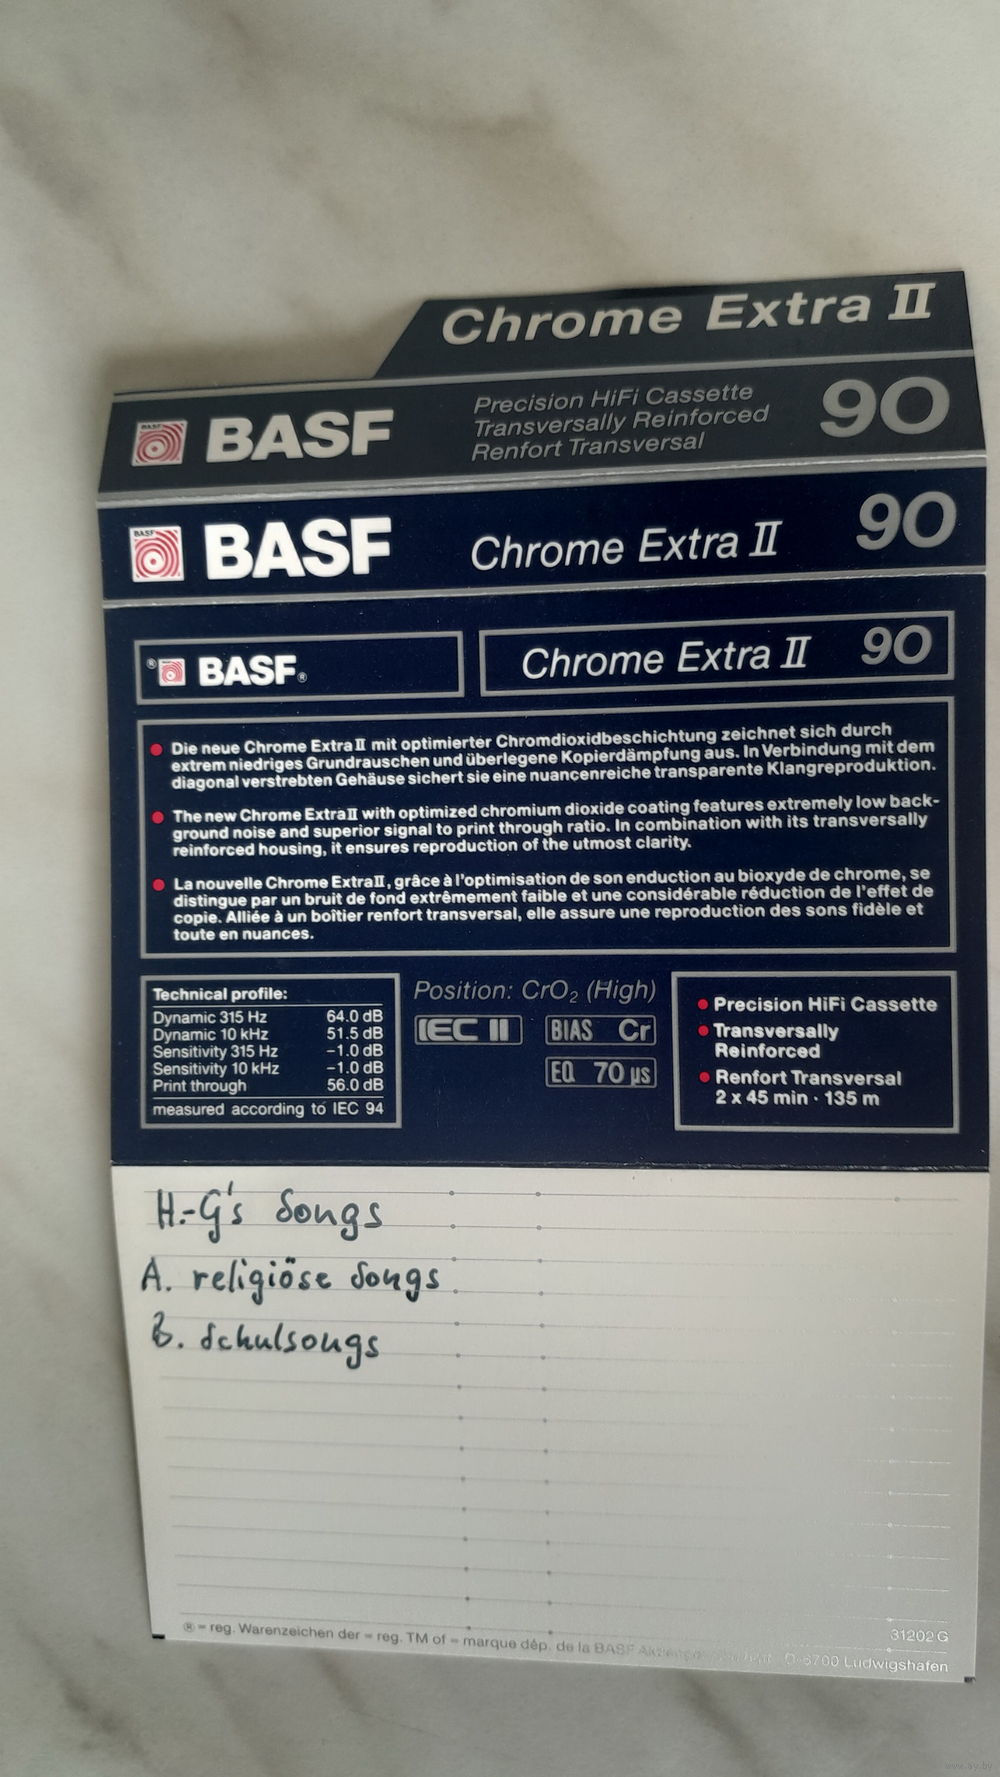 Chrome Extra II
BASF
BASF
Precision HiFi Cassette
Transversally Reinforced
Renfort Transversal
90
BASF
BASF
Chrome Extra II
90
® BASF®
Chrome Extra II
90
Die neue Chrome Extra II mit optimierter Chromdioxidbeschichtung zeichnet sich durch
extrem niedriges Grundrauschen und überlegene Kopierdämpfung aus. In Verbindung mit dem
diagonal verstrebten Gehäuse sichert sie eine nuancenreiche transparente Klangreproduktion.
The new Chrome Extra II with optimized chromium dioxide coating features extremely low back-
ground noise and superior signal to print through ratio. In combination with its transversally
reinforced housing, it ensures reproduction of the utmost clarity.
La nouvelle Chrome Extra II, grâce à l'optimisation de son enduction au bioxyde de chrome, se
distingue par un bruit de fond extrêmement faible et une considérable réduction de l'effet de
copie. Alliée à un boîtier renfort transversal, elle assure une reproduction des sons fidèle et
toute en nuances.
Technical profile:
Dynamic 315 Hz 64.0 dB
Dynamic 10 kHz 51.5 dB
Sensitivity 315 Hz −1.0 dB
Sensitivity 10 kHz −1.0 dB
Print through 56.0 dB
measured according to IEC 94
Position: CrO₂ (High)
IEC II
BIAS Cr
EQ 70 µs
Precision HiFi Cassette
Transversally
Reinforced
Renfort Transversal
2 x 45 min · 135 m
H.-G's Songs
A. religiöse Songs
B. Schulsongs
31202 G
® = reg. Warenzeichen der = reg. TM of = marque dép. de la BASF D-6700 Ludwigshafen
www.ay.by